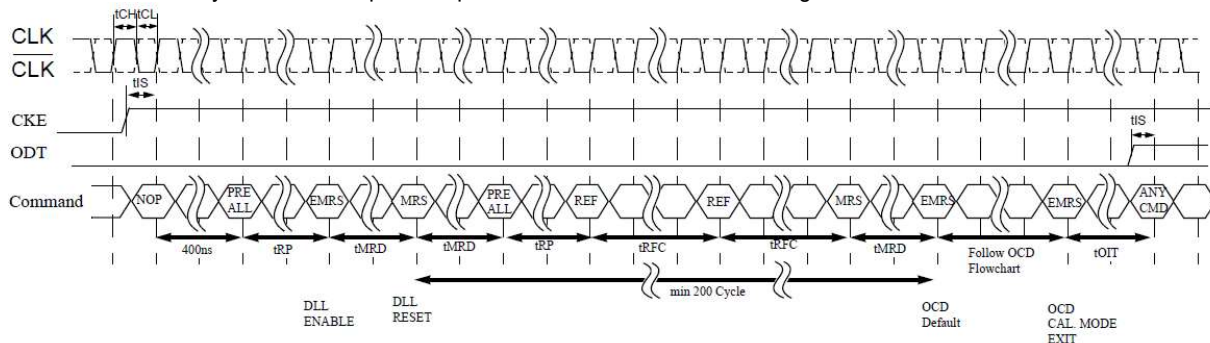 tCH tCL
CLK
CLK
tIS
CKE
tIS
ODT
Command NOP PRE ALL EMRS MRS PRE ALL REF REF MRS EMRS EMRS ANY CMD
400ns tRP tMRD tMRD tRP tRFC tRFC tMRD Follow OCD Flowchart tOIT
min 200 Cycle
DLL ENABLE DLL RESET OCD Default OCD CAL. MODE EXIT